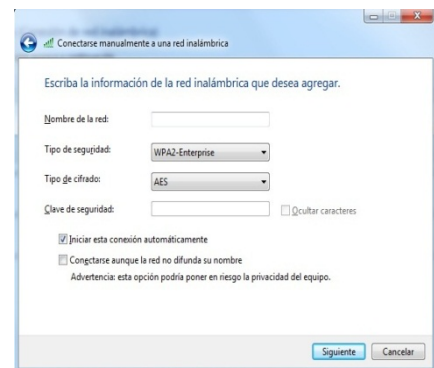 Conectarse manualmente a una red inalámbrica
Escriba la información de la red inalámbrica que desea agregar.
Nombre de la red:
Tipo de seguridad: WPA2-Enterprise
Tipo de cifrado: AES
Clave de seguridad: Ocultar caracteres
Iniciar esta conexión automáticamente
Conectarse aunque la red no difunda su nombre
Advertencia: esta opción podría poner en riesgo la privacidad del equipo.
Siguiente Cancelar